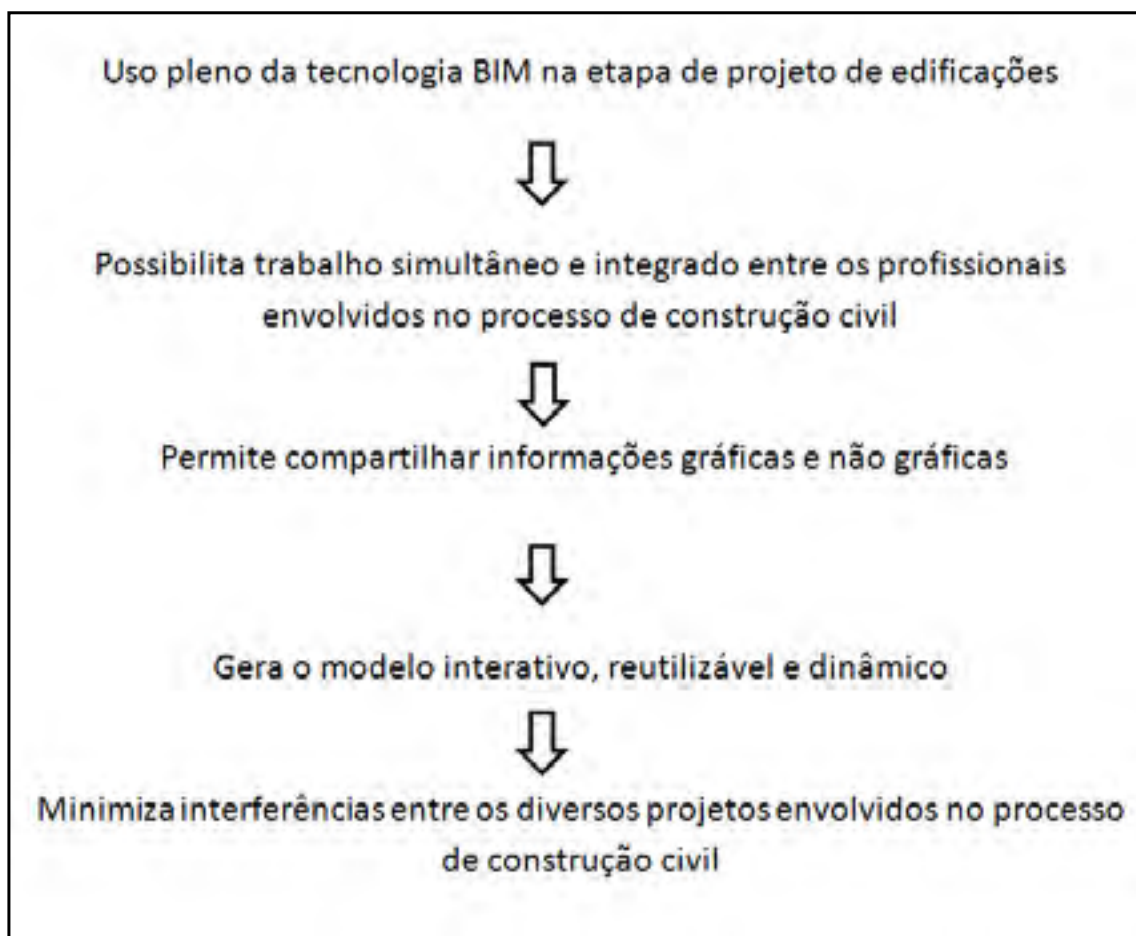 Uso pleno da tecnologia BIM na etapa de projeto de edificações
Possibilita trabalho simultâneo e integrado entre os profissionais
envolvidos no processo de construção civil
Permite compartilhar informações gráficas e não gráficas
Gera o modelo interativo, reutilizável e dinâmico
Minimiza interferências entre os diversos projetos envolvidos no processo
de construção civil